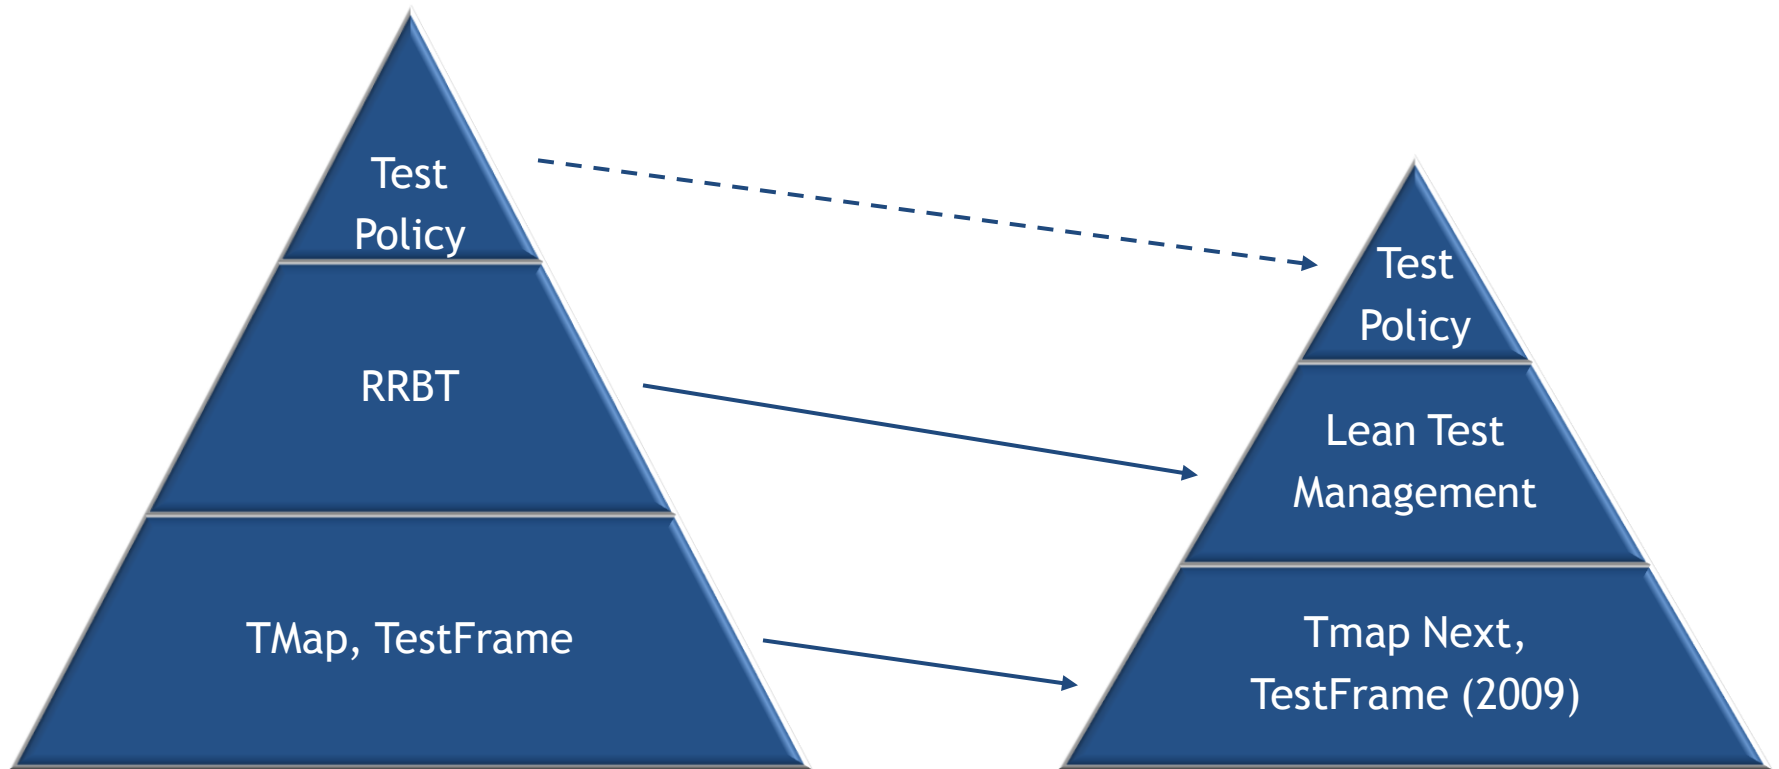 Test
Policy
RRBT
TMap, TestFrame
Test
Policy
Lean Test
Management
Tmap Next,
TestFrame (2009)